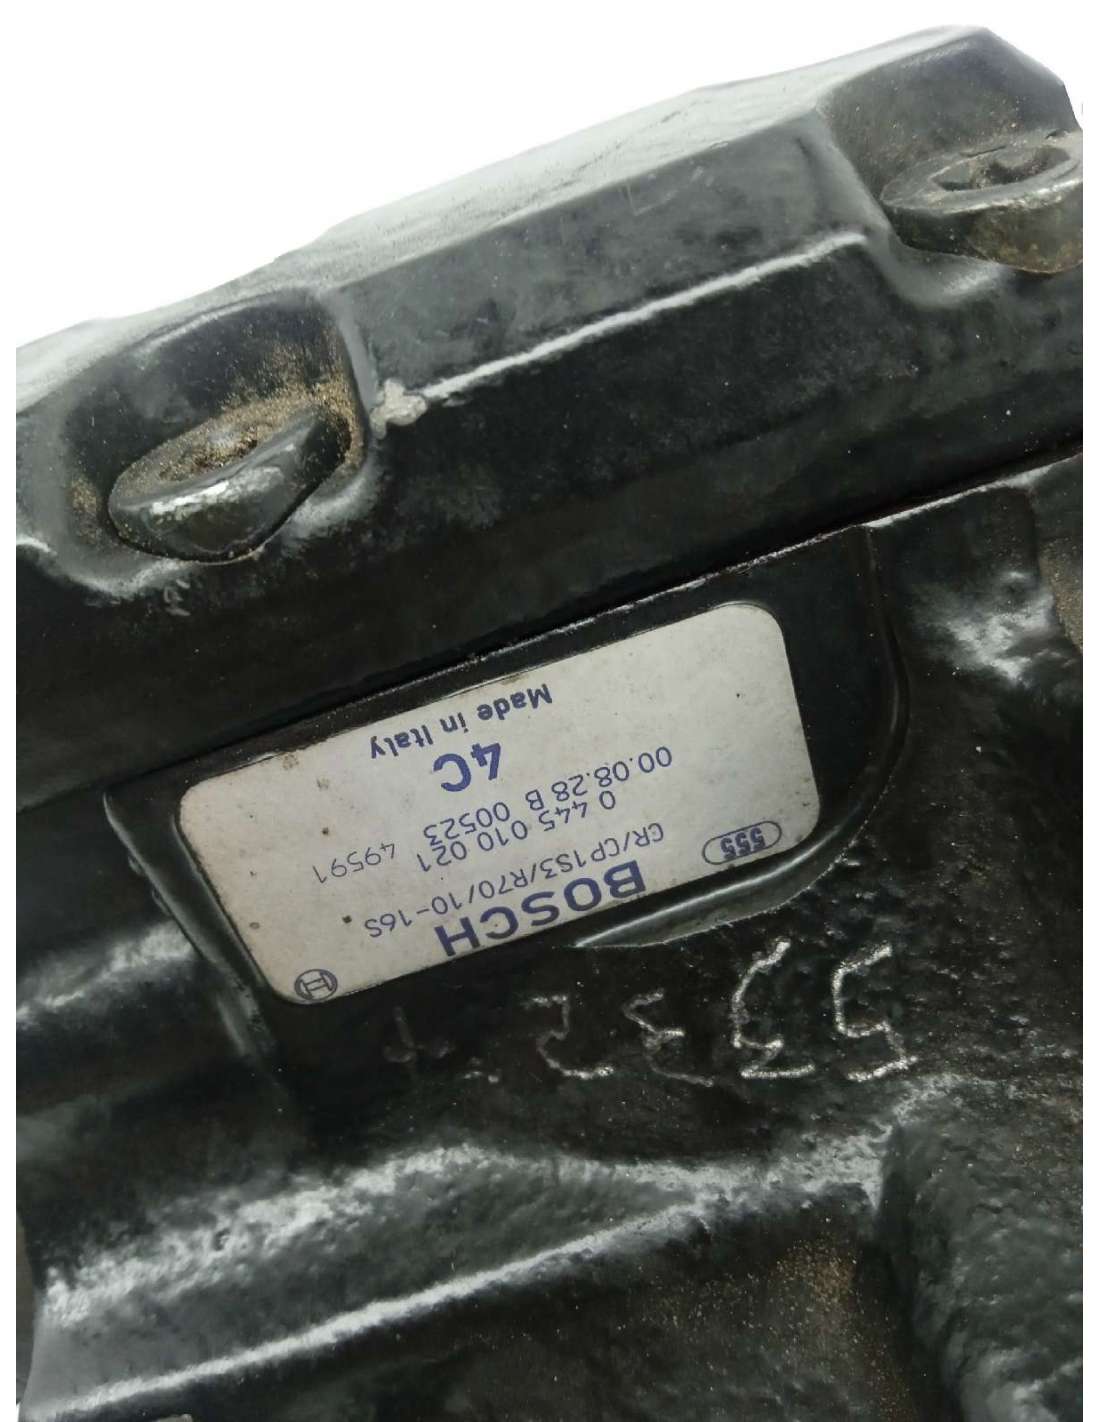 BOSCH
555
CR/CP1S3/R70/10-16S
0 445 010 021 49591
00.08.28 B 00523
4C
Made in Italy